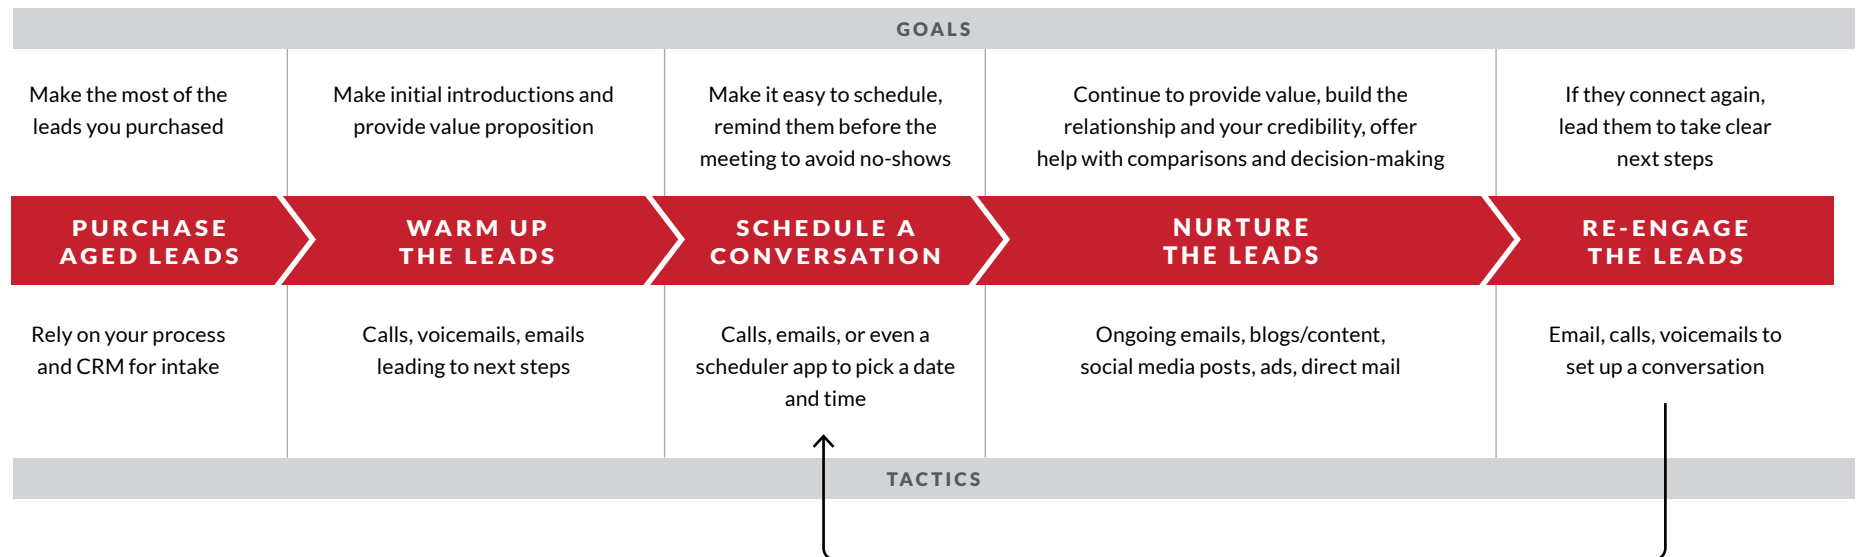 GOALS
Make the most of the
leads you purchased
Make initial introductions and
provide value proposition
Make it easy to schedule,
remind them before the
meeting to avoid no-shows
Continue to provide value, build the
relationship and your credibility, offer
help with comparisons and decision-making
If they connect again,
lead them to take clear
next steps
PURCHASE
AGED LEADS
WARM UP
THE LEADS
SCHEDULE A
CONVERSATION
NURTURE
THE LEADS
RE-ENGAGE
THE LEADS
Rely on your process
and CRM for intake
Calls, voicemails, emails
leading to next steps
Calls, emails, or even a
scheduler app to pick a date
and time
Ongoing emails, blogs/content,
social media posts, ads, direct mail
Email, calls, voicemails to
set up a conversation
TACTICS